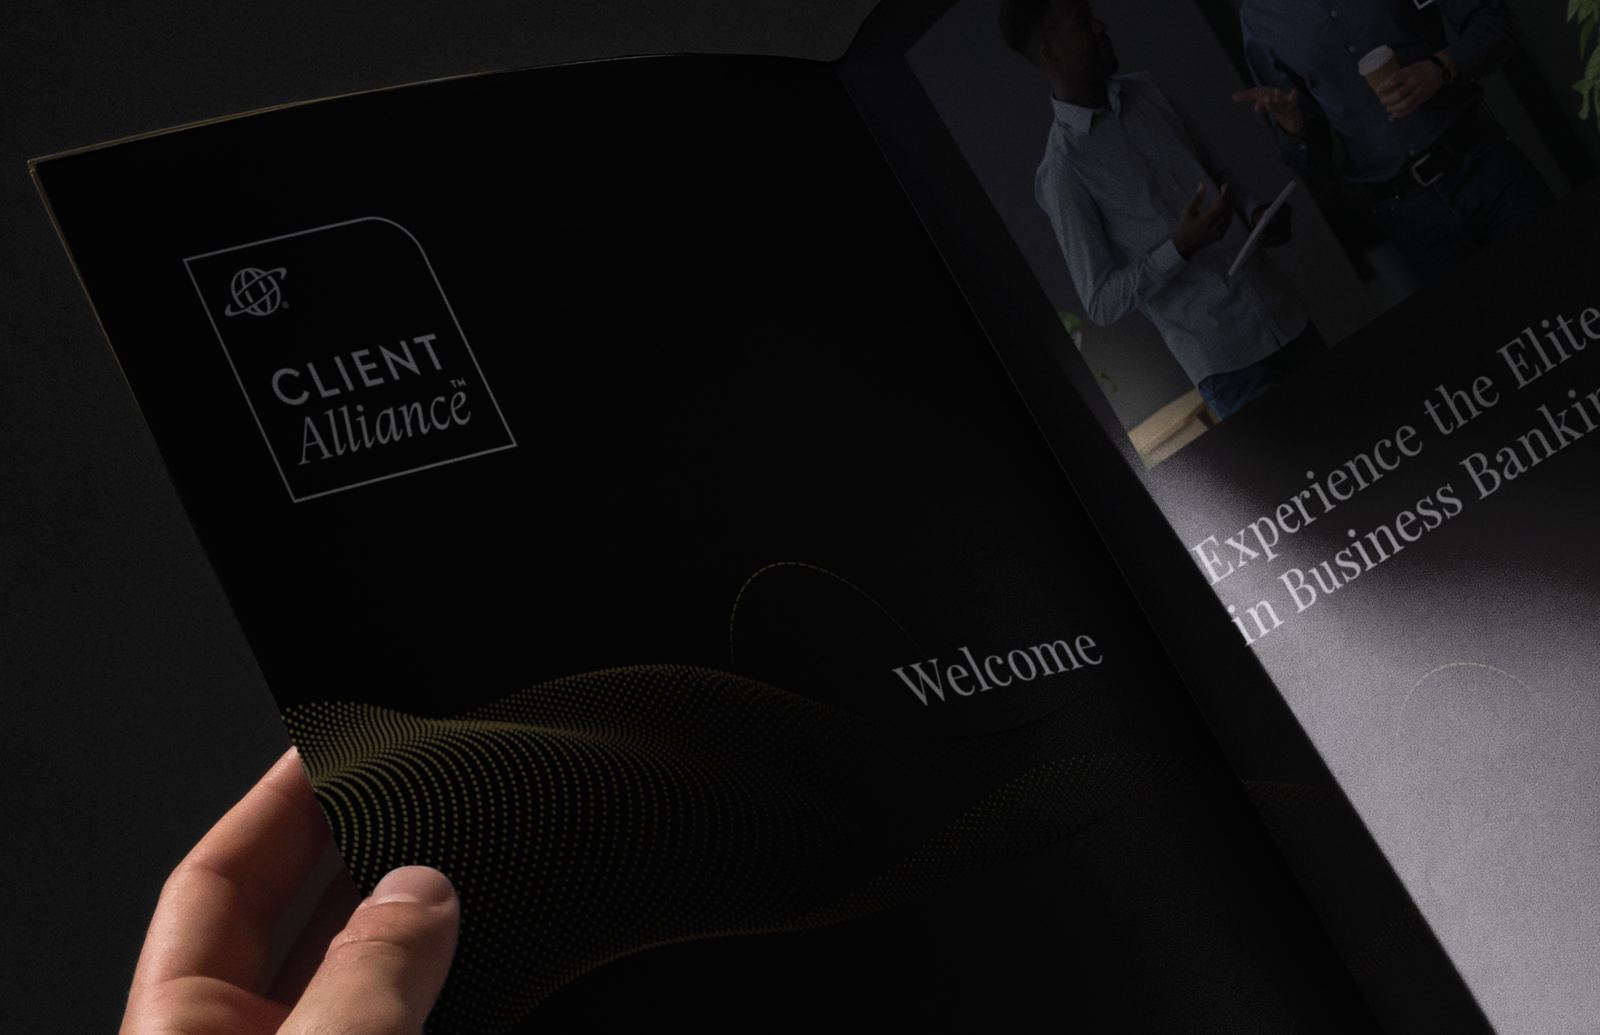 CLIENT
Alliance™
Welcome
Experience the Elite
in Business Bankin